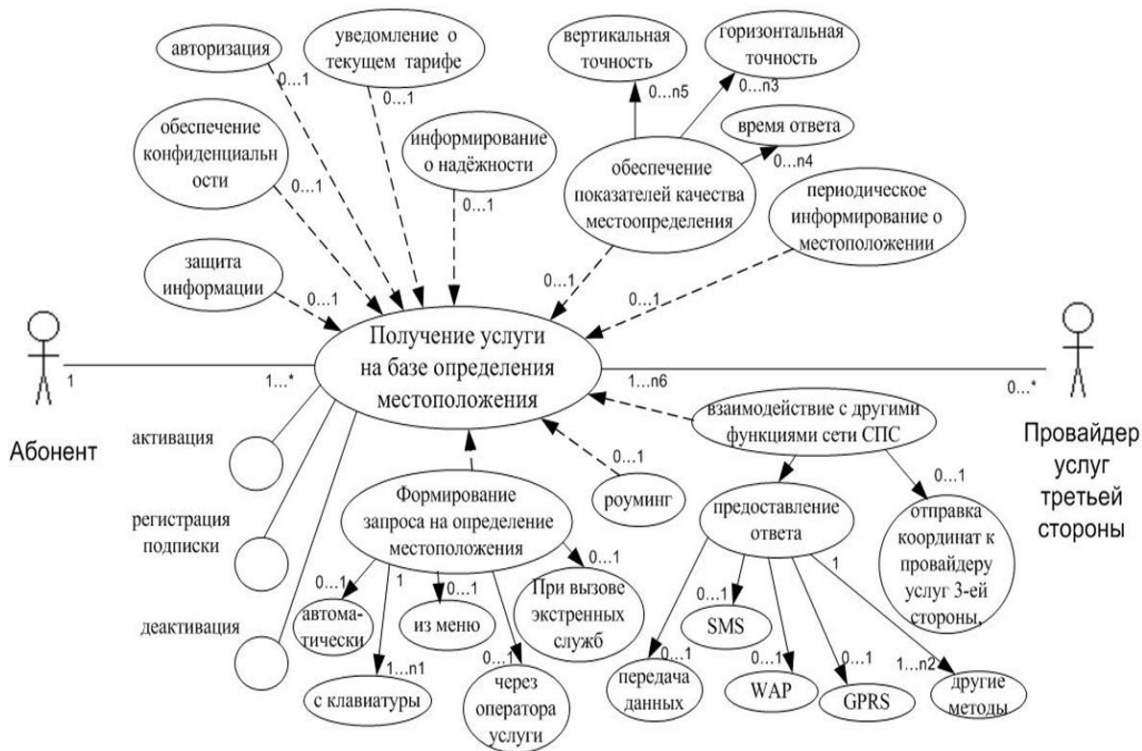 авторизация
0...1
уведомление о
текущем тарифе
0...1
вертикальная
точность
0...n5
горизонтальная
точность
0...n3
обеспечение
конфиденциальн
ости
0...1
информирование
о надёжности
0...1
время ответа
0...n4
обеспечение
показателей качества
местоопределения
0...1
периодическое
информирование о
местоположении
0...1
защита
информации
0...1
Получение услуги
на базе определения
местоположения
1
1...*
1...n6
0...*
Абонент
Провайдер
услуг
третьей
стороны
активация
регистрация
подписки
деактивация
взаимодействие с другими
функциями сети СПС
0...1
роуминг
Формирование
запроса на определение
местоположения
0...1
автома-
тически
1
1...n1
с клавиатуры
0...1
из меню
0...1
через
оператора
услуги
0...1
При вызове
экстренных
служб
предоставление
ответа
0...1
отправка
координат к
провайдеру
услуг 3-ей
стороны,
0...1
передача
данных
0...1
SMS
0...1
WAP
0...1
GPRS
1
1...n2
другие
методы